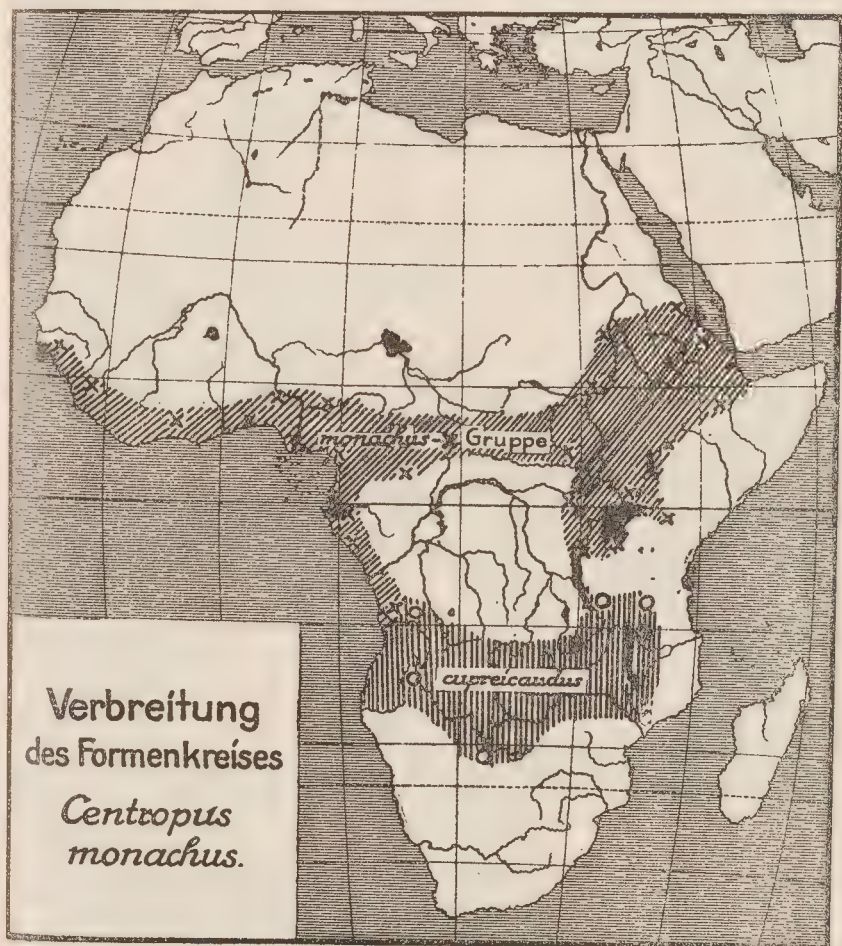 monachus- Gruppe
cupreicaudus
Verbreitung
des Formenkreises
Centropus
monachus.